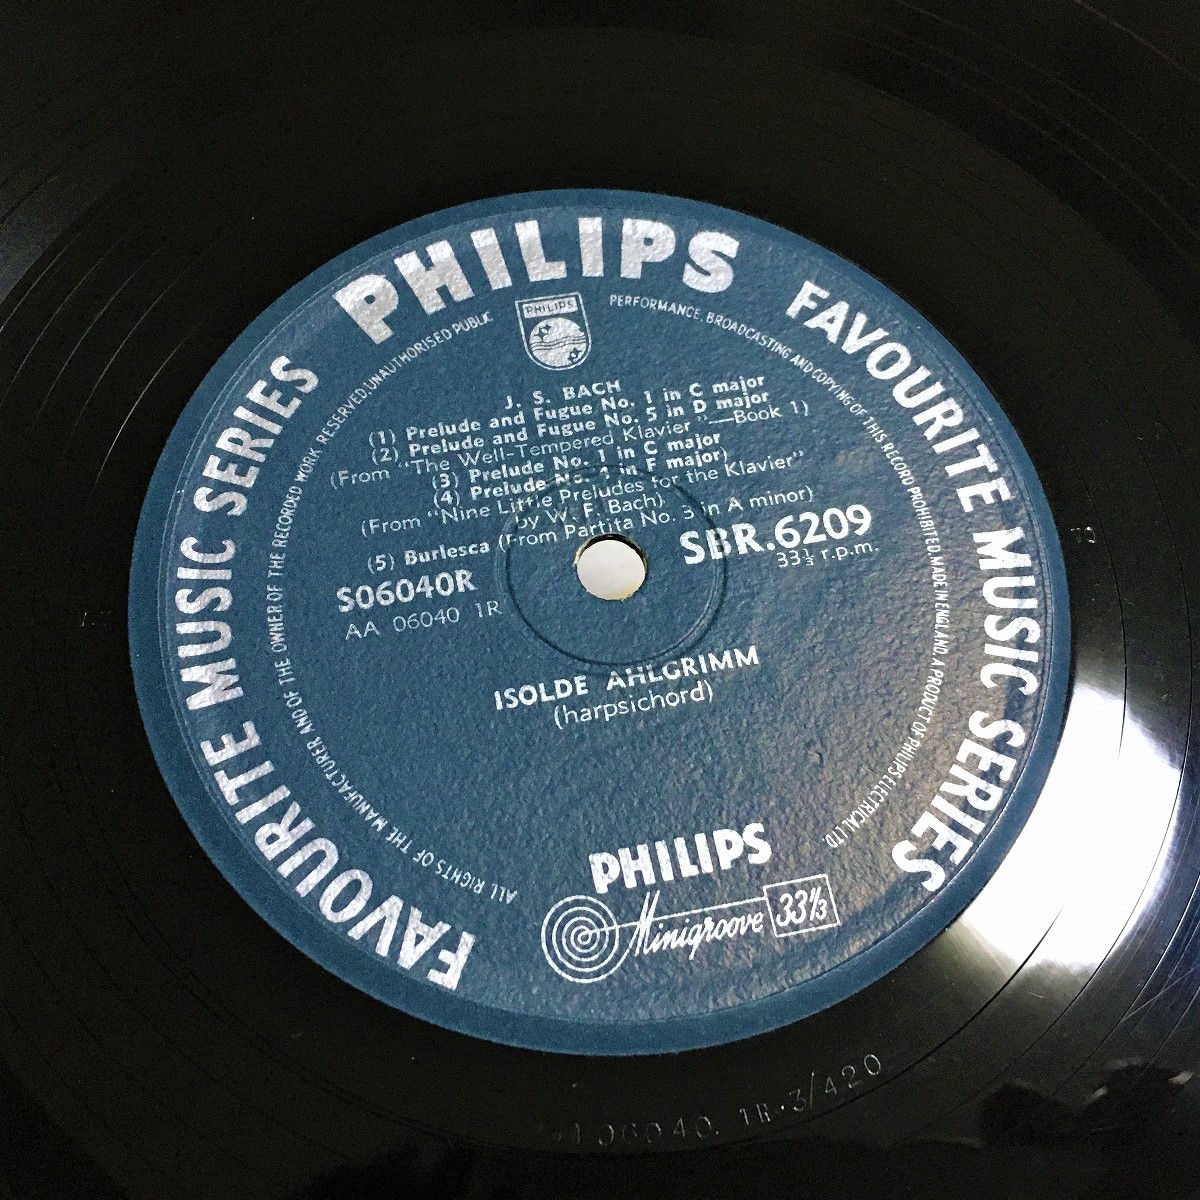 PHILIPS
FAVOURITE MUSIC SERIES
FAVOURITE MUSIC SERIES
ALL RIGHTS OF THE MANUFACTURER AND OF THE OWNER OF THE RECORDED WORK RESERVED. UNAUTHORISED PUBLIC PERFORMANCE, BROADCASTING AND COPYING OF THIS RECORD PROHIBITED. MADE IN ENGLAND. A PRODUCT OF PHILIPS ELECTRICAL LTD
PHILIPS
J. S. BACH
(1) Prelude and Fugue No. 1 in C major
(2) Prelude and Fugue No. 5 in D major
(From "The Well-Tempered Klavier"—Book 1)
(3) Prelude No. 1 in C major
(4) Prelude No. in F major)
(From "Nine Little Preludes for the Klavier"
by W. F. Bach)
(5) Burlesca (From Partita No. 3 in A minor)
SBR.6209
33⅓ r.p.m.
S06040R
AA 06040 1R
ISOLDE AHLGRIMM
(harpsichord)
PHILIPS
Minigroove 33⅓
06040. 1R·3/420